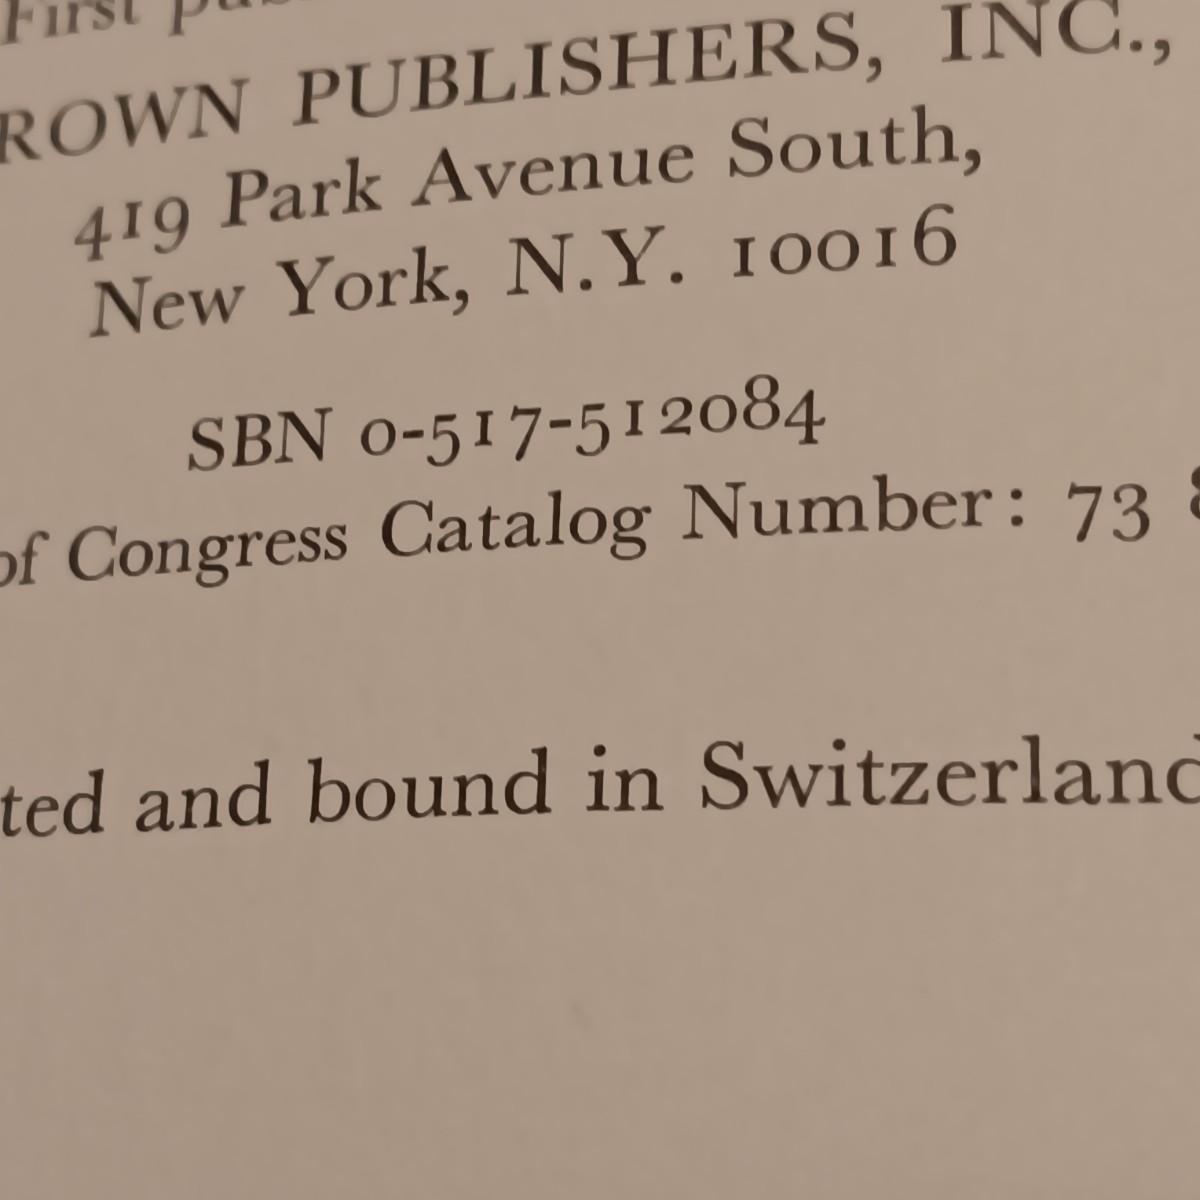 First
ROWN PUBLISHERS, INC.,
419 Park Avenue South,
New York, N.Y. 10016
SBN 0-517-512084
of Congress Catalog Number: 73
ted and bound in Switzerland